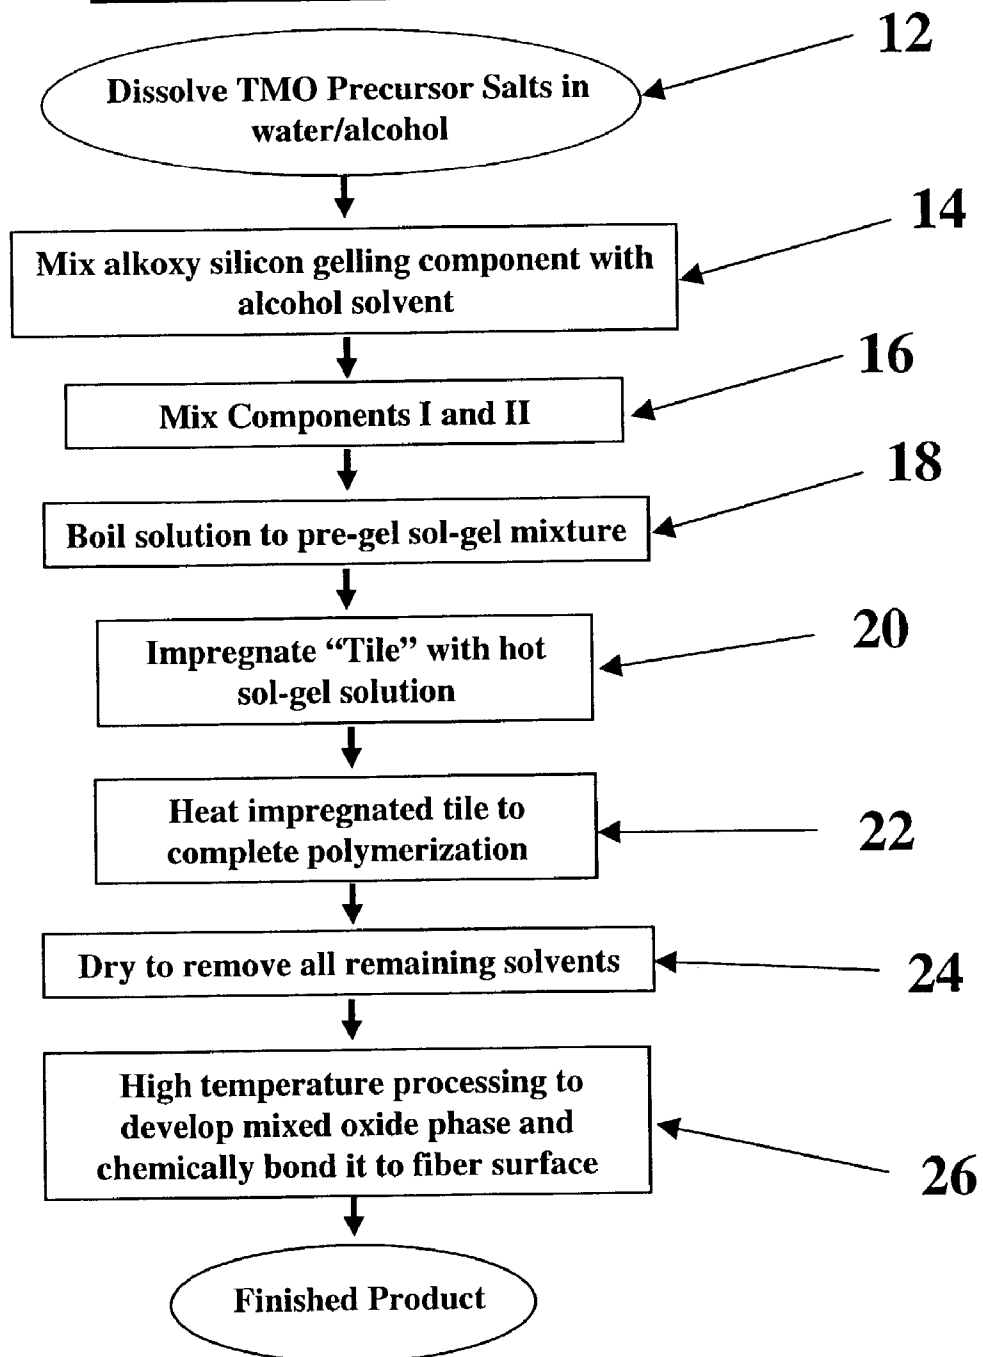 Dissolve TMO Precursor Salts in
water/alcohol
12
Mix alkoxy silicon gelling component with
alcohol solvent
14
Mix Components I and II
16
Boil solution to pre-gel sol-gel mixture
18
Impregnate “Tile” with hot
sol-gel solution
20
Heat impregnated tile to
complete polymerization
22
Dry to remove all remaining solvents
24
High temperature processing to
develop mixed oxide phase and
chemically bond it to fiber surface
26
Finished Product